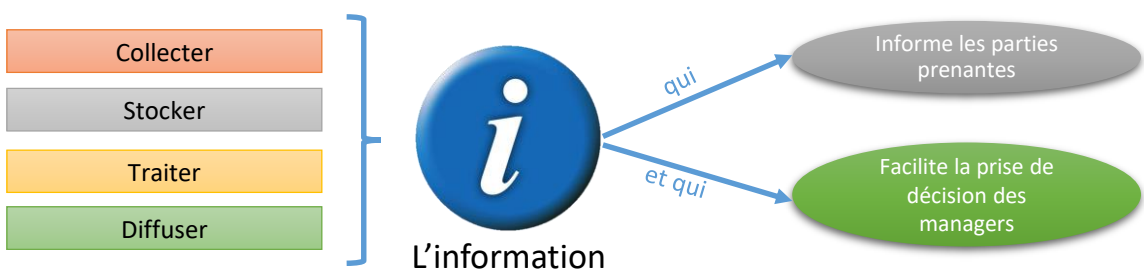 Collecter
Stocker
Traiter
Diffuser
i
L'information
qui
et qui
Informe les parties
prenantes
Facilite la prise de
décision des
managers